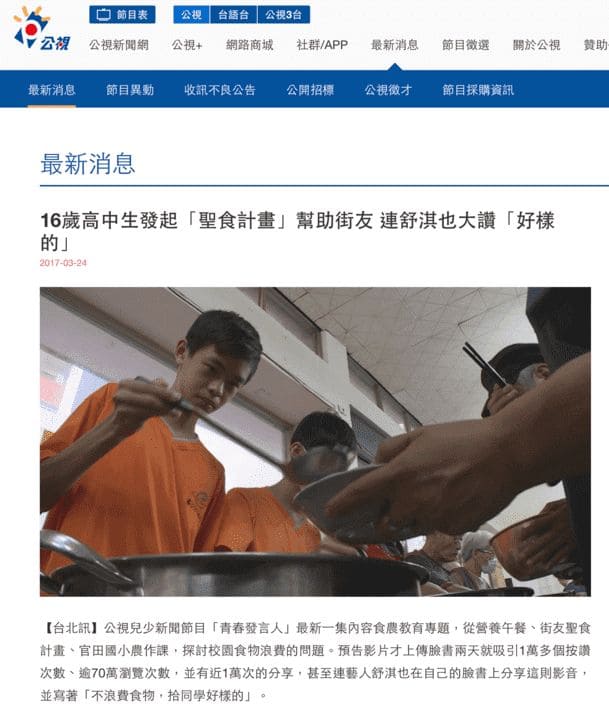 公視
節目表
公視
台語台
公視3台
公視新聞網
公視+
網路商城
社群/APP
最新消息
節目徵選
關於公視
贊助
最新消息
節目異動
收訊不良公告
公開招標
公視徵才
節目採購資訊
最新消息
16歲高中生發起「聖食計畫」幫助街友 連舒淇也大讚「好樣
的」
2017-03-24
【台北訊】公視兒少新聞節目「青春發言人」最新一集內容食農教育專題，從營養午餐、街友聖食
計畫、官田國小農作課，探討校園食物浪費的問題。預告影片才上傳臉書兩天就吸引1萬多個按讚
次數、逾70萬瀏覽次數，並有近1萬次的分享，甚至連藝人舒淇也在自己的臉書上分享這則影音，
並寫著「不浪費食物，拾同學好樣的」。